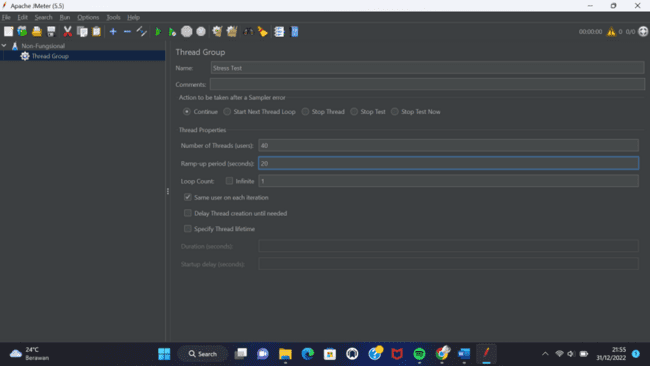 Apache JMeter (5.5)
File Edit Search Run Options Tools Help
00:00:00 0 0/0
Non-Fungsional
Thread Group
Thread Group
Name: Stress Test
Comments:
Action to be taken after a Sampler error
Continue Start Next Thread Loop Stop Thread Stop Test Stop Test Now
Thread Properties
Number of Threads (users): 40
Ramp-up period (seconds): 20
Loop Count: Infinite 1
Same user on each iteration
Delay Thread creation until needed
Specify Thread lifetime
Duration (seconds):
Startup delay (seconds):
24°C
Berawan
Search
21:55
31/12/2022